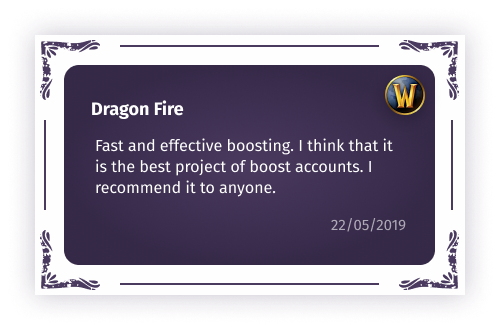 Dragon Fire
W
Fast and effective boosting. I think that it
is the best project of boost accounts. I
recommend it to anyone.
22/05/2019